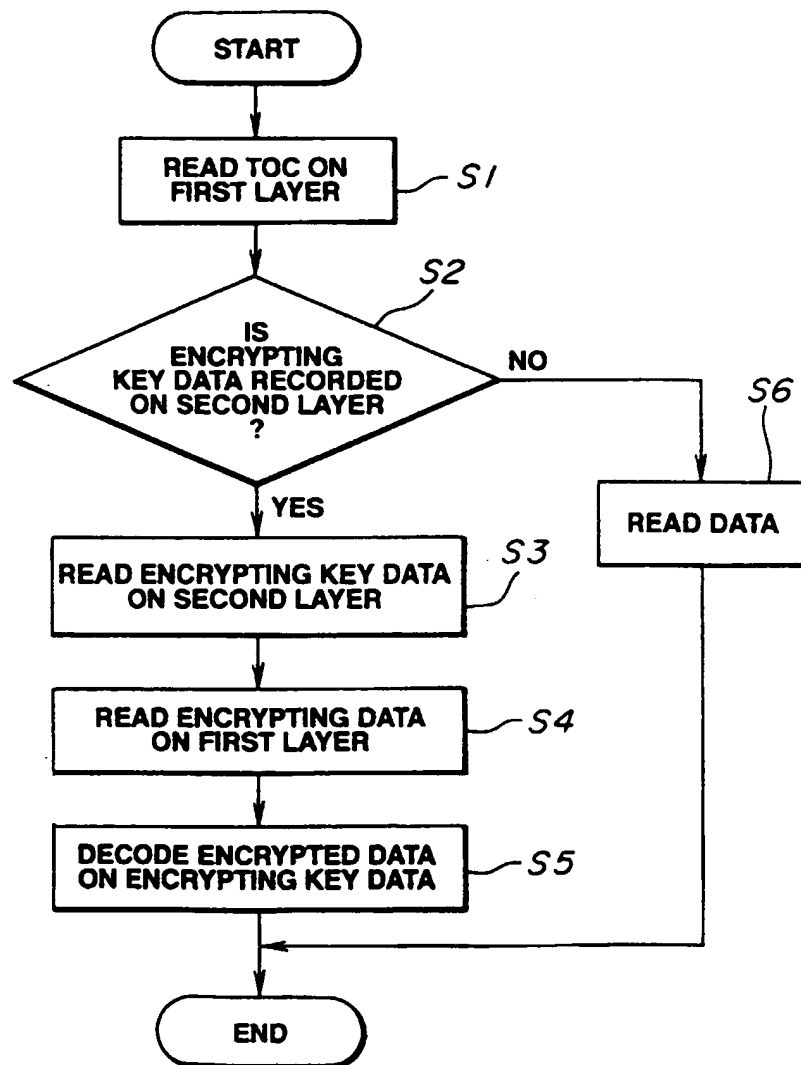 START
READ TOC ON
FIRST LAYER
S1
S2
IS
ENCRYPTING
KEY DATA RECORDED
ON SECOND LAYER
?
NO
S6
YES
READ DATA
READ ENCRYPTING KEY DATA
ON SECOND LAYER
S3
READ ENCRYPTING DATA
ON FIRST LAYER
S4
DECODE ENCRYPTED DATA
ON ENCRYPTING KEY DATA
S5
END